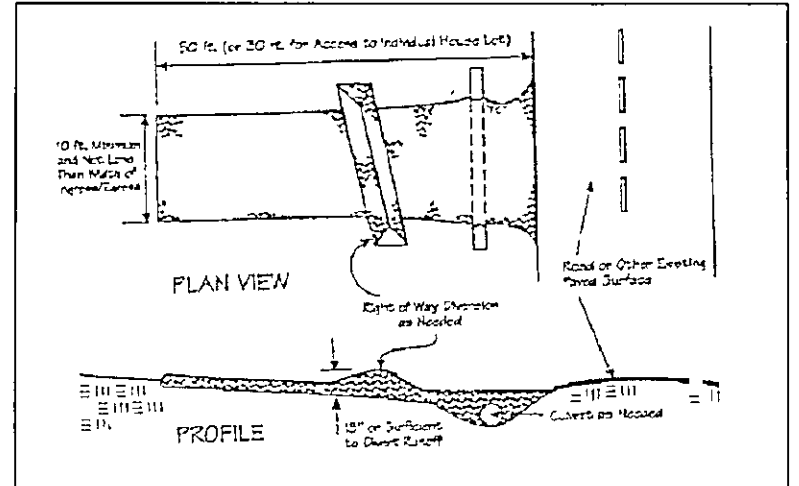 50 ft. (or 30 ft. for Access to Individual House Lot)
10 ft. Minimum
and Not Less
Than Width of
Ingress/Egress
PLAN VIEW
Road or Other Existing
Paved Surface
Right of Way Diversion
as Needed
18" or Sufficient
to Divert Runoff
Culvert as Needed
PROFILE